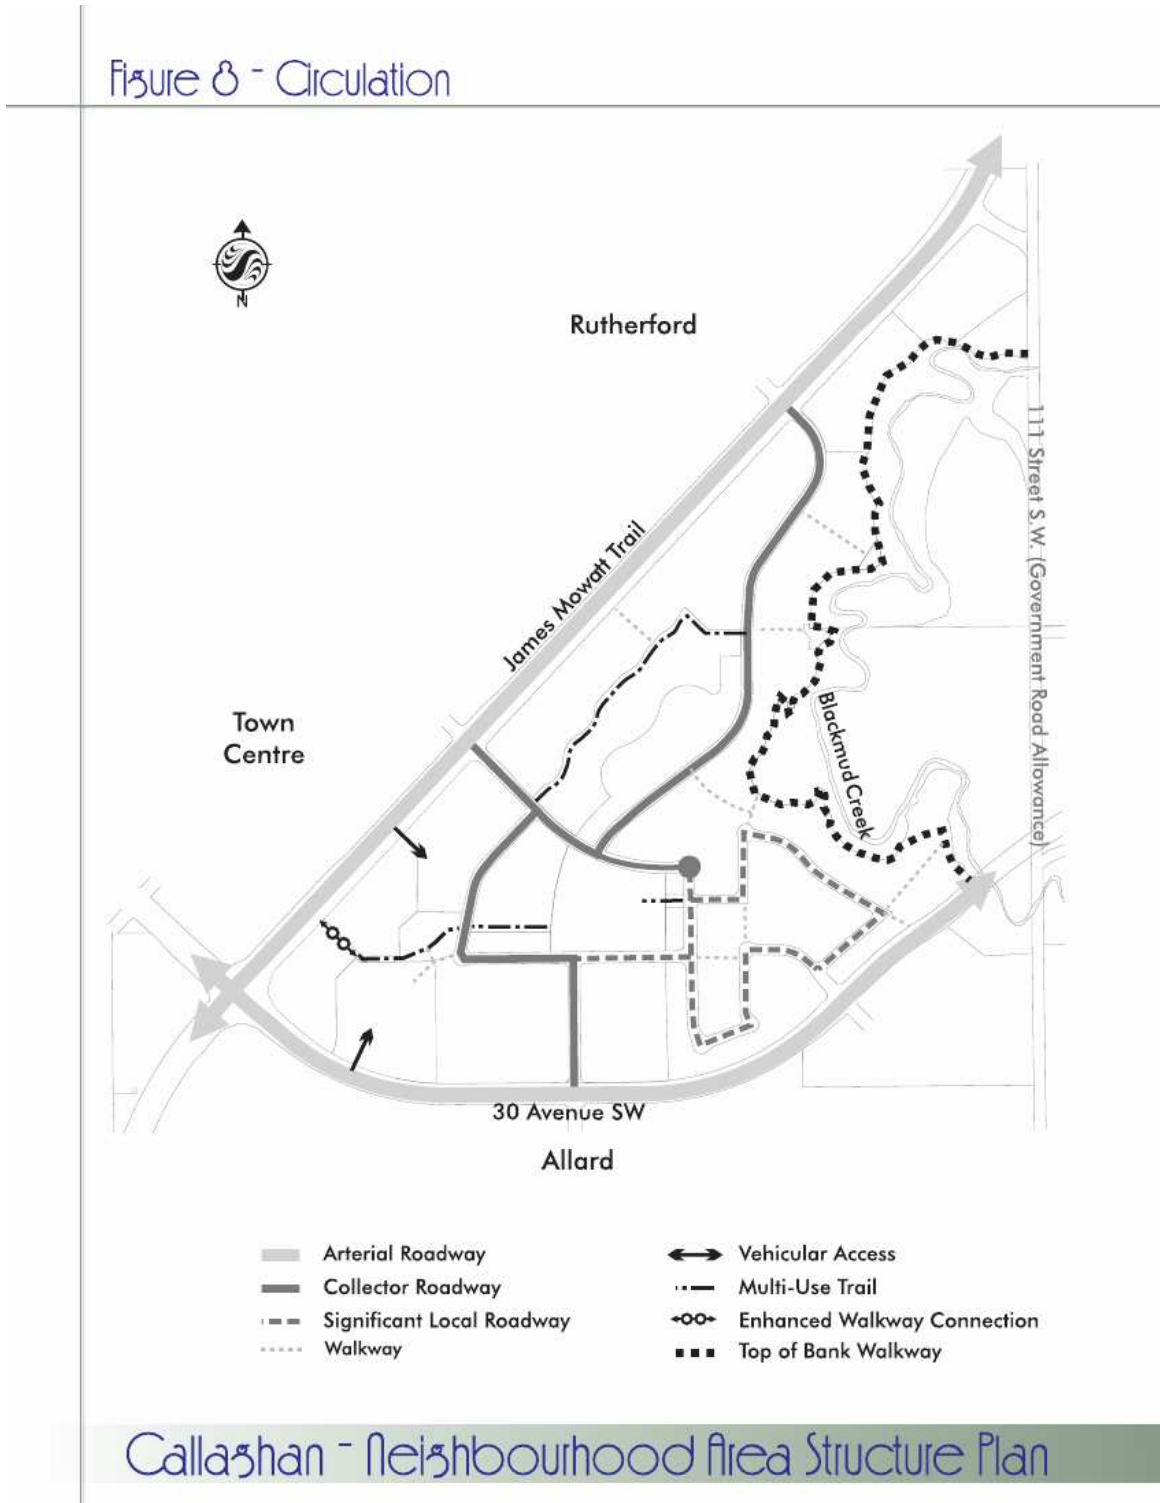 Figure 8 - Circulation
N
Rutherford
111 Street S.W. (Government Road Allowance)
James Mowatt Trail
Town
Centre
Blackmud Creek
30 Avenue SW
Allard
Arterial Roadway
Collector Roadway
Significant Local Roadway
Walkway
Vehicular Access
Multi-Use Trail
Enhanced Walkway Connection
Top of Bank Walkway
Callaghan - Neighbourhood Area Structure Plan